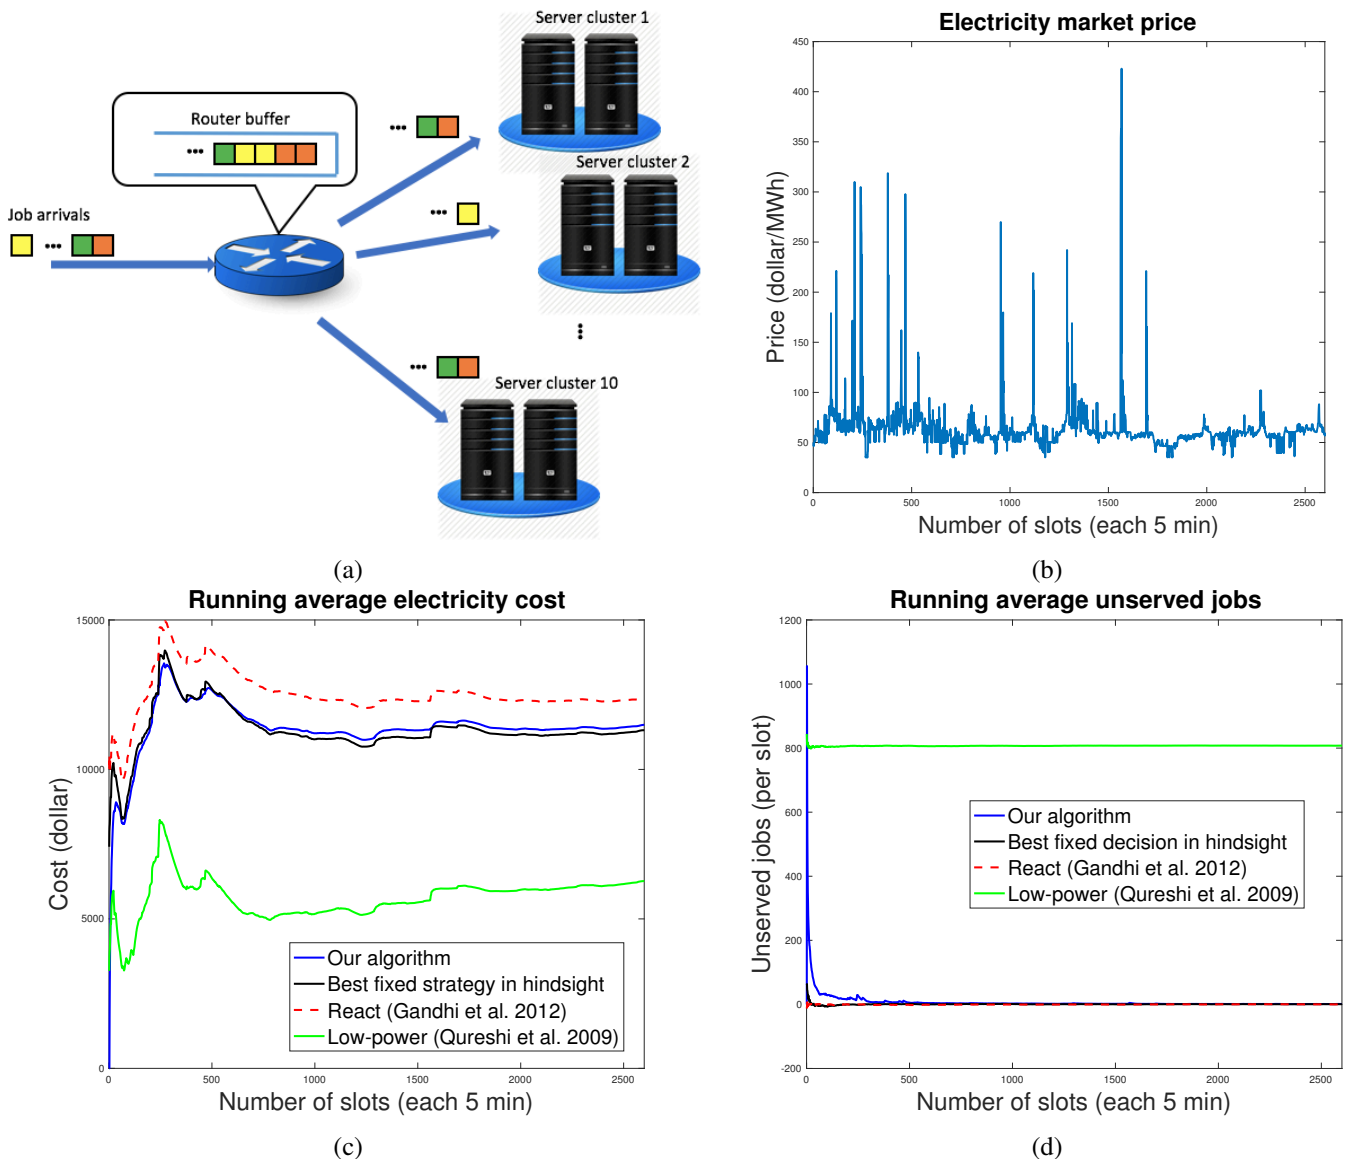 Server cluster 1
Router buffer
Server cluster 2
Job arrivals
Server cluster 10
(a)
Electricity market price
Price (dollar/MWh)
450
400
350
300
250
200
150
100
50
0
0 500 1000 1500 2000 2500
Number of slots (each 5 min)
(b)
Running average electricity cost
Cost (dollar)
15000
10000
5000
0
Our algorithm
Best fixed strategy in hindsight
React (Gandhi et al. 2012)
Low-power (Qureshi et al. 2009)
0 500 1000 1500 2000 2500
Number of slots (each 5 min)
(c)
Running average unserved jobs
Unserved jobs (per slot)
1200
1000
800
600
400
200
0
-200
Our algorithm
Best fixed decision in hindsight
React (Gandhi et al. 2012)
Low-power (Qureshi et al. 2009)
0 500 1000 1500 2000 2500
Number of slots (each 5 min)
(d)